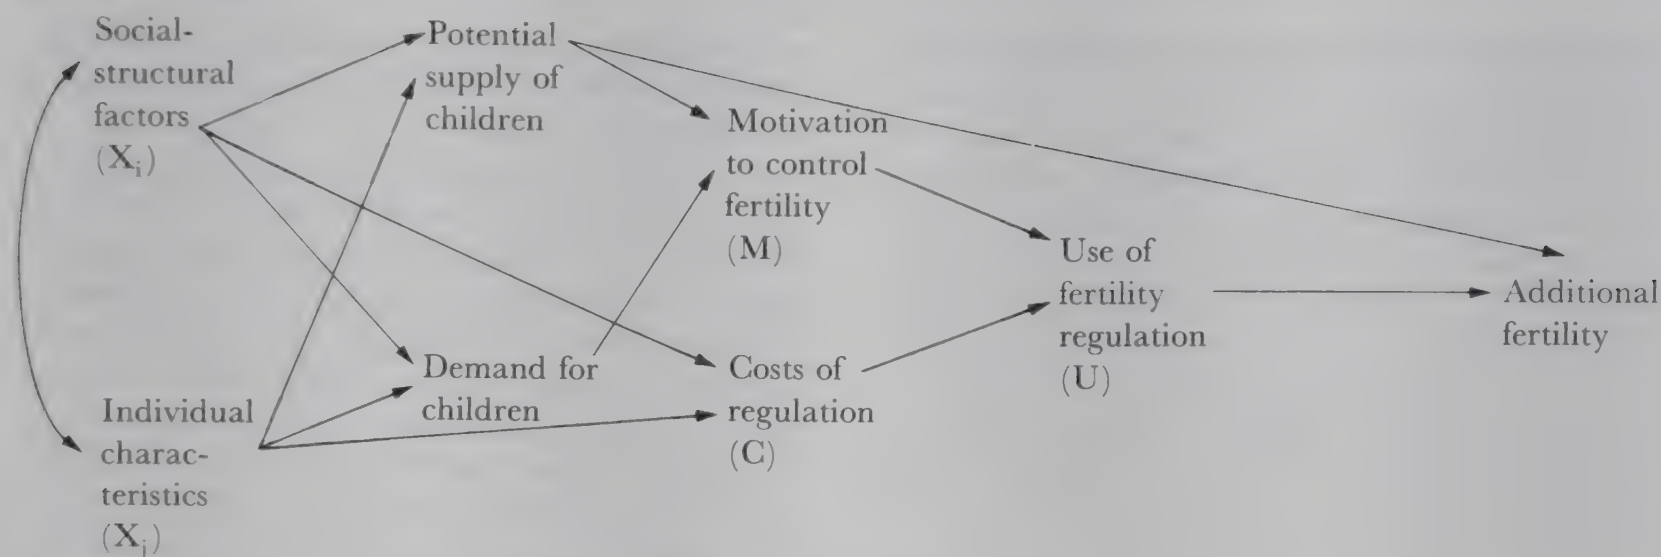 Social-
structural
factors
(Xi)
Potential
supply of
children
Motivation
to control
fertility
(M)
Use of
fertility
regulation
(U)
Additional
fertility
Demand for
children
Costs of
regulation
(C)
Individual
charac-
teristics
(Xj)